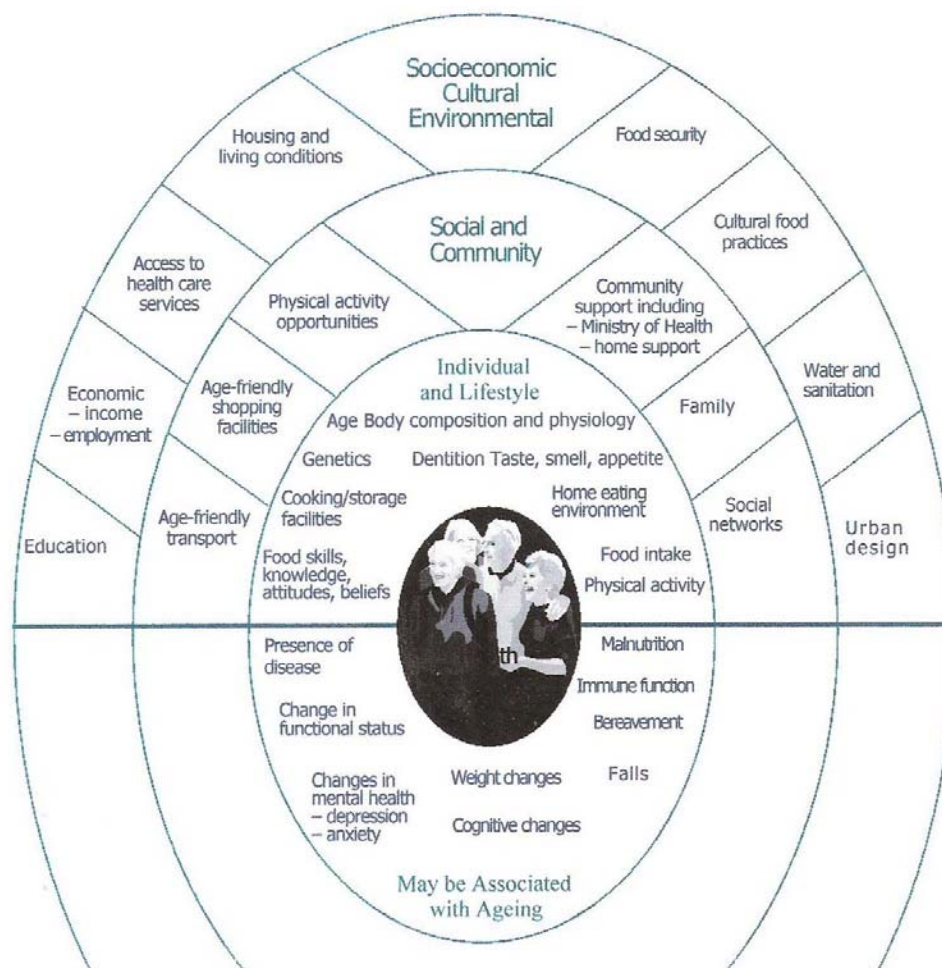 Socioeconomic
Cultural
Environmental
Housing and
living conditions
Food security
Access to
health care
services
Cultural food
practices
Economic
– income
– employment
Water and
sanitation
Education
Urban
design
Social and
Community
Physical activity
opportunities
Community
support including
– Ministry of Health
– home support
Age-friendly
shopping
facilities
Family
Age-friendly
transport
Social
networks
Individual
and Lifestyle
Age Body composition and physiology
Genetics
Dentition Taste, smell, appetite
Cooking/storage
facilities
Home eating
environment
Food skills,
knowledge,
attitudes, beliefs
Food intake
Physical activity
th
Presence of
disease
Malnutrition
Immune function
Change in
functional status
Bereavement
Changes in
mental health
– depression
– anxiety
Weight changes
Falls
Cognitive changes
May be Associated
with Ageing